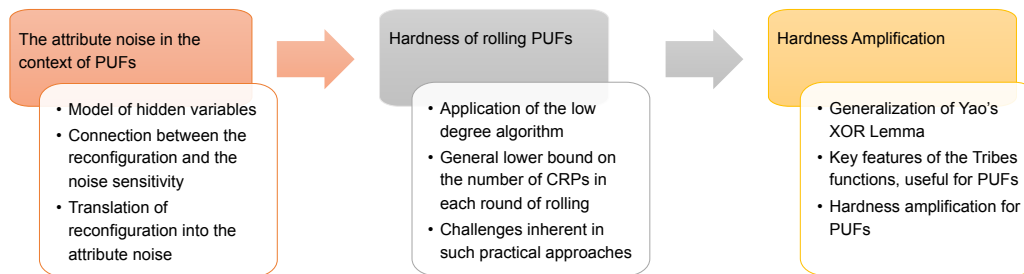 The attribute noise in the
context of PUFs
• Model of hidden variables
• Connection between the
reconfiguration and the
noise sensitivity
• Translation of
reconfiguration into the
attribute noise
Hardness of rolling PUFs
• Application of the low
degree algorithm
• General lower bound on
the number of CRPs in
each round of rolling
• Challenges inherent in
such practical approaches
Hardness Amplification
• Generalization of Yao's
XOR Lemma
• Key features of the Tribes
functions, useful for PUFs
• Hardness amplification for
PUFs